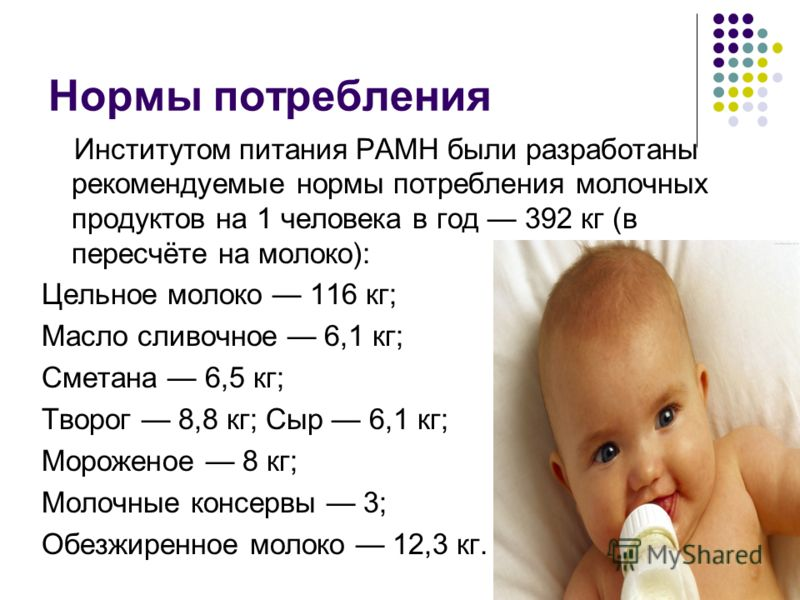 Нормы потребления
Институтом питания РАМН были разработаны
рекомендуемые нормы потребления молочных
продуктов на 1 человека в год — 392 кг (в
пересчёте на молоко):
Цельное молоко — 116 кг;
Масло сливочное — 6,1 кг;
Сметана — 6,5 кг;
Творог — 8,8 кг; Сыр — 6,1 кг;
Мороженое — 8 кг;
Молочные консервы — 3;
Обезжиренное молоко — 12,3 кг.
MyShared